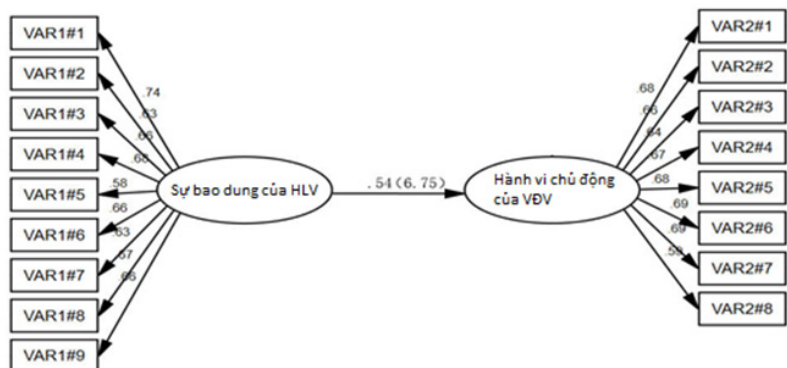 VAR1#1
VAR1#2
VAR1#3
VAR1#4
VAR1#5
VAR1#6
VAR1#7
VAR1#8
VAR1#9
.74
.63
.66
.68
.58
.66
.63
.67
.68
Sự bao dung của HLV
.54(6.75)
Hành vi chủ động
của VĐV
.68
.66
.64
.67
.68
.69
.69
.59
VAR2#1
VAR2#2
VAR2#3
VAR2#4
VAR2#5
VAR2#6
VAR2#7
VAR2#8